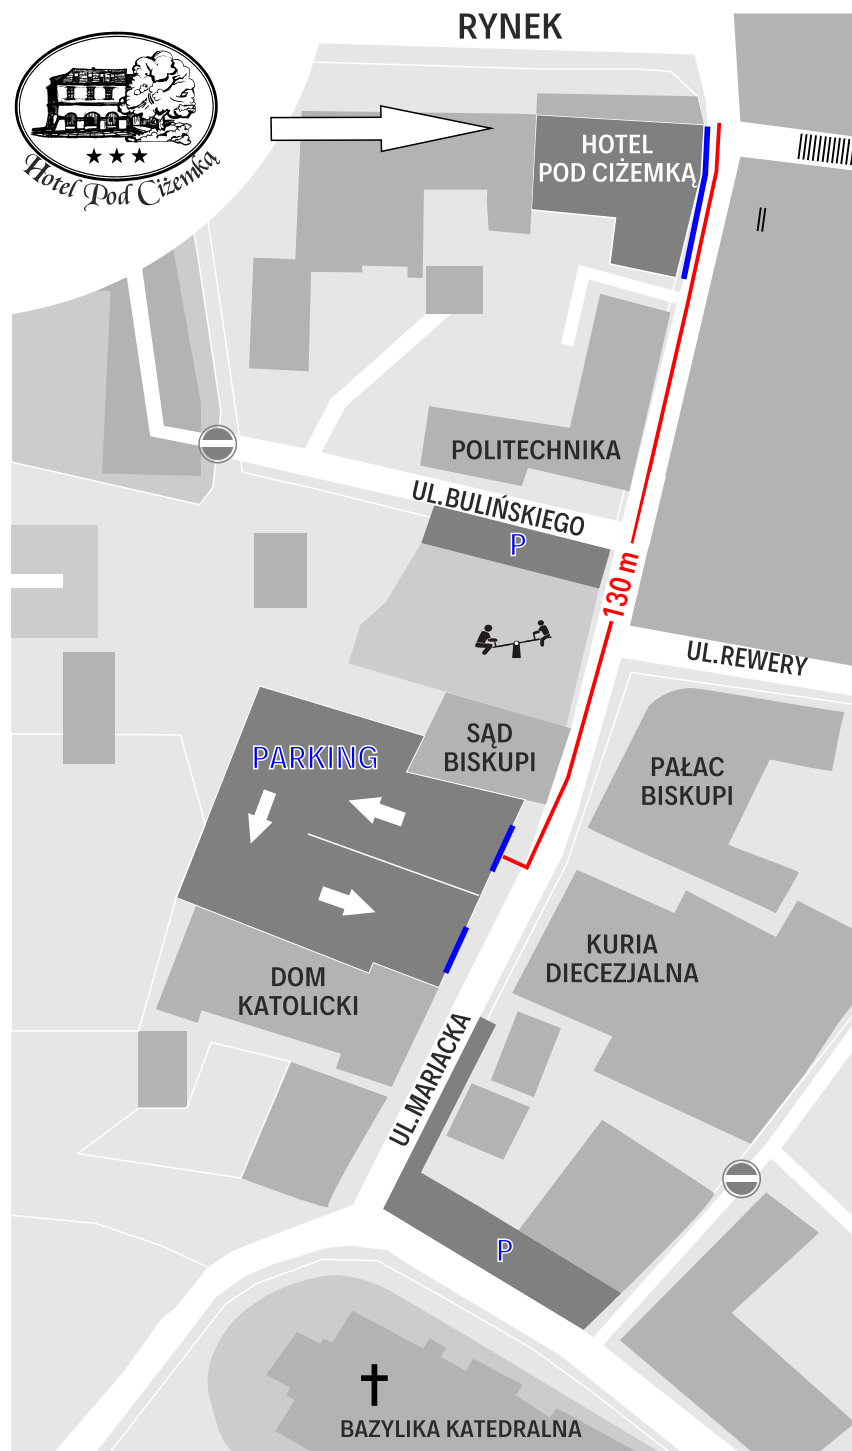 RYNEK
Hotel Pod Ciżemką
HOTEL
POD CIŻEMKĄ
POLITECHNIKA
UL.BULIŃSKIEGO
P
130 m
UL.REWERY
SĄD
BISKUPI
PARKING
PAŁAC
BISKUPI
KURIA
DIECEZJALNA
DOM
KATOLICKI
UL.MARIACKA
P
BAZYLIKA KATEDRALNA